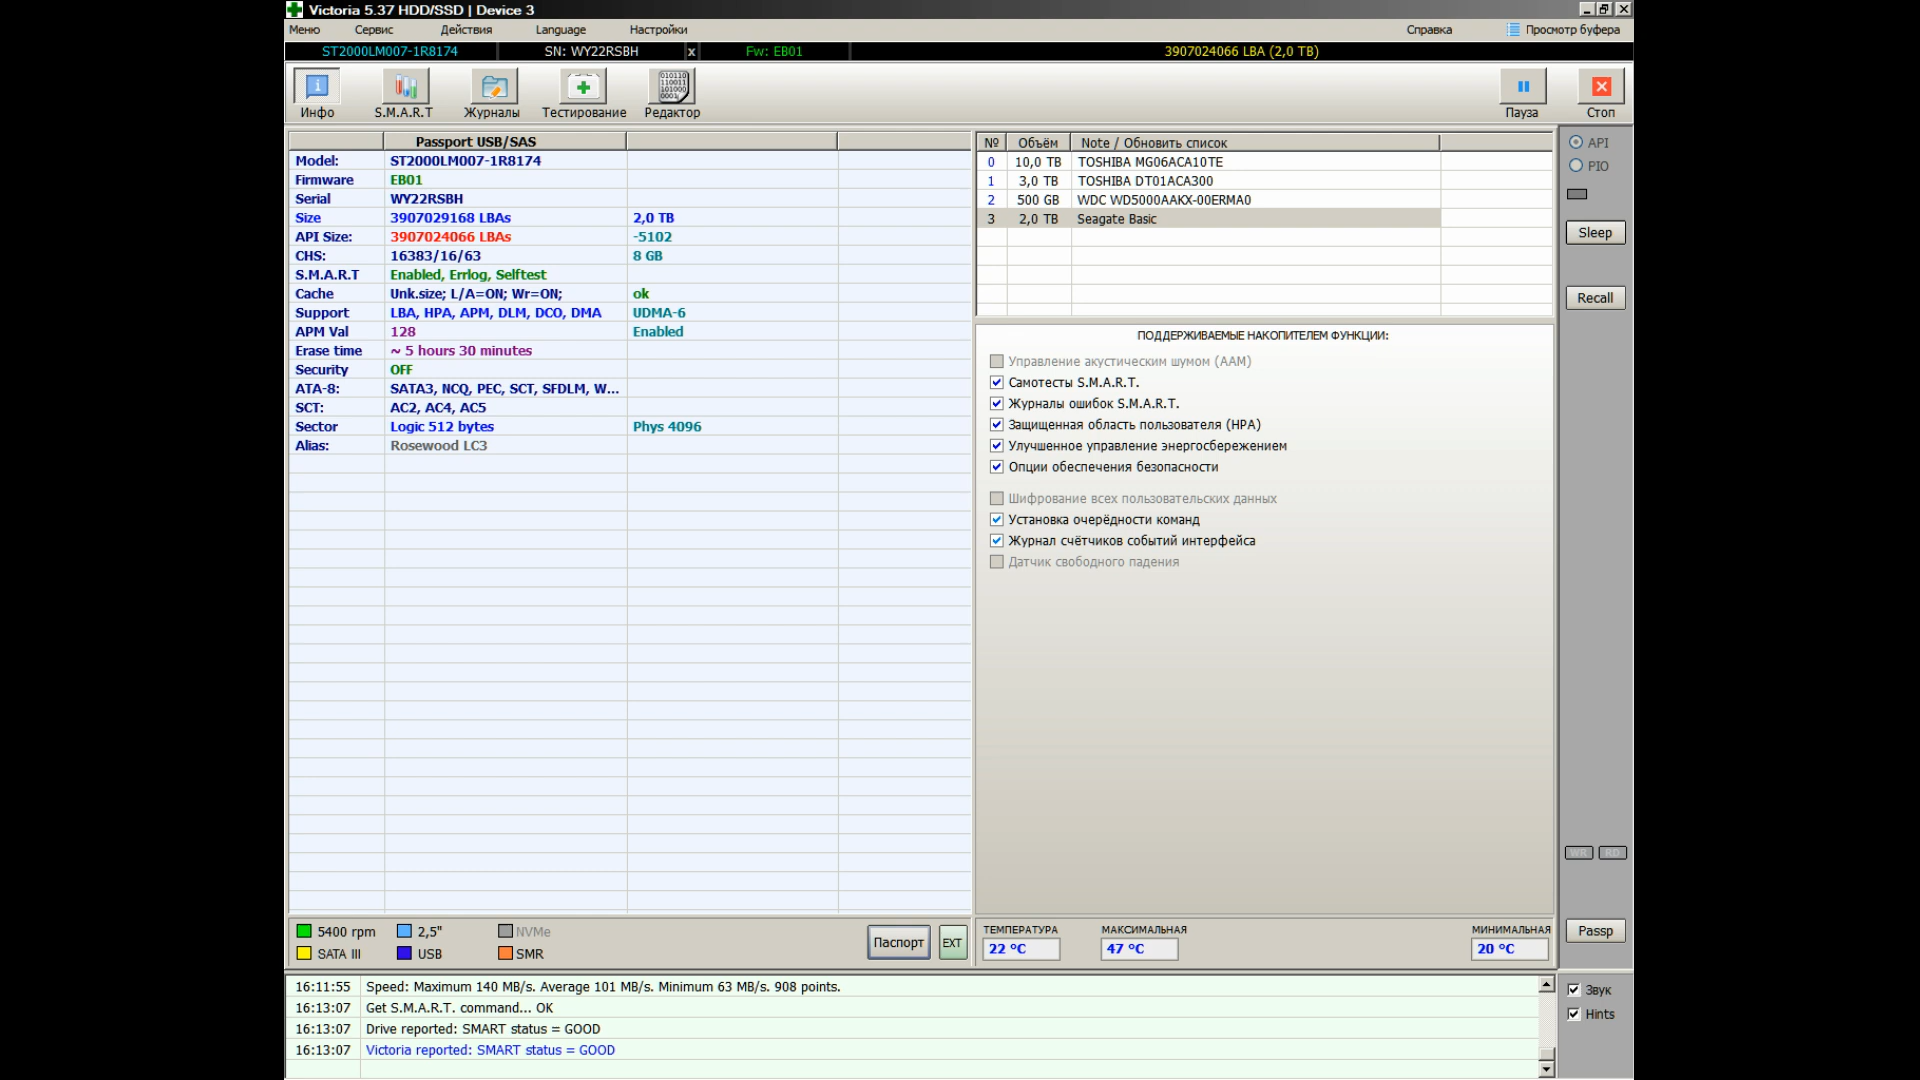 Victoria 5.37 HDD/SSD | Device 3
Меню Сервис Действия Language Настройки Справка Просмотр буфера
ST2000LM007-1R8174 SN: WY22RSBH x Fw: EB01 3907024066 LBA (2,0 TB)
Инфо S.M.A.R.T Журналы Тестирование Редактор Пауза Стоп
Passport USB/SAS
Model: ST2000LM007-1R8174
Firmware EB01
Serial WY22RSBH
Size 3907029168 LBAs 2,0 TB
API Size: 3907024066 LBAs -5102
CHS: 16383/16/63 8 GB
S.M.A.R.T Enabled, Errlog, Selftest
Cache Unk.size; L/A=ON; Wr=ON; ok
Support LBA, HPA, APM, DLM, DCO, DMA UDMA-6
APM Val 128 Enabled
Erase time ~ 5 hours 30 minutes
Security OFF
ATA-8: SATA3, NCQ, PEC, SCT, SFDLM, W...
SCT: AC2, AC4, AC5
Sector Logic 512 bytes Phys 4096
Alias: Rosewood LC3
5400 rpm 2,5" NVMe
SATA III USB SMR
Паспорт EXT
№ Объём Note / Обновить список
0 10,0 TB TOSHIBA MG06ACA10TE
1 3,0 TB TOSHIBA DT01ACA300
2 500 GB WDC WD5000AAKX-00ERMA0
3 2,0 TB Seagate Basic
ПОДДЕРЖИВАЕМЫЕ НАКОПИТЕЛЕМ ФУНКЦИИ:
Управление акустическим шумом (AAM)
Самотесты S.M.A.R.T.
Журналы ошибок S.M.A.R.T.
Защищенная область пользователя (HPA)
Улучшенное управление энергосбережением
Опции обеспечения безопасности
Шифрование всех пользовательских данных
Установка очерёдности команд
Журнал счётчиков событий интерфейса
Датчик свободного падения
ТЕМПЕРАТУРА МАКСИМАЛЬНАЯ МИНИМАЛЬНАЯ
22 °C 47 °C 20 °C
API
PIO
Sleep
Recall
WR RD
Passp
16:11:55 Speed: Maximum 140 MB/s. Average 101 MB/s. Minimum 63 MB/s. 908 points.
16:13:07 Get S.M.A.R.T. command... OK
16:13:07 Drive reported: SMART status = GOOD
16:13:07 Victoria reported: SMART status = GOOD
Звук
Hints